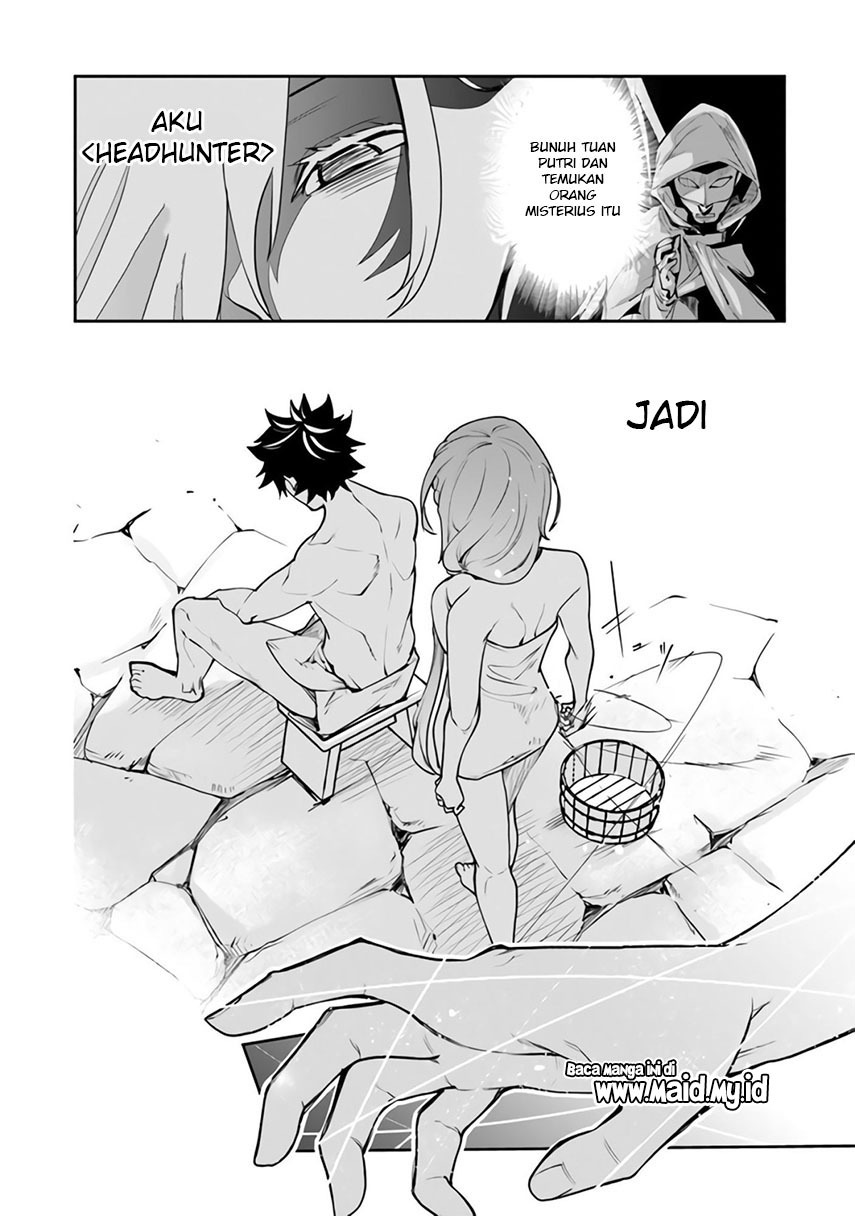 AKU
<HEADHUNTER>
BUNUH TUAN
PUTRI DAN
TEMUKAN
ORANG
MISTERIUS ITU
JADI
Baca Manga ini di
www.Maid.My.id